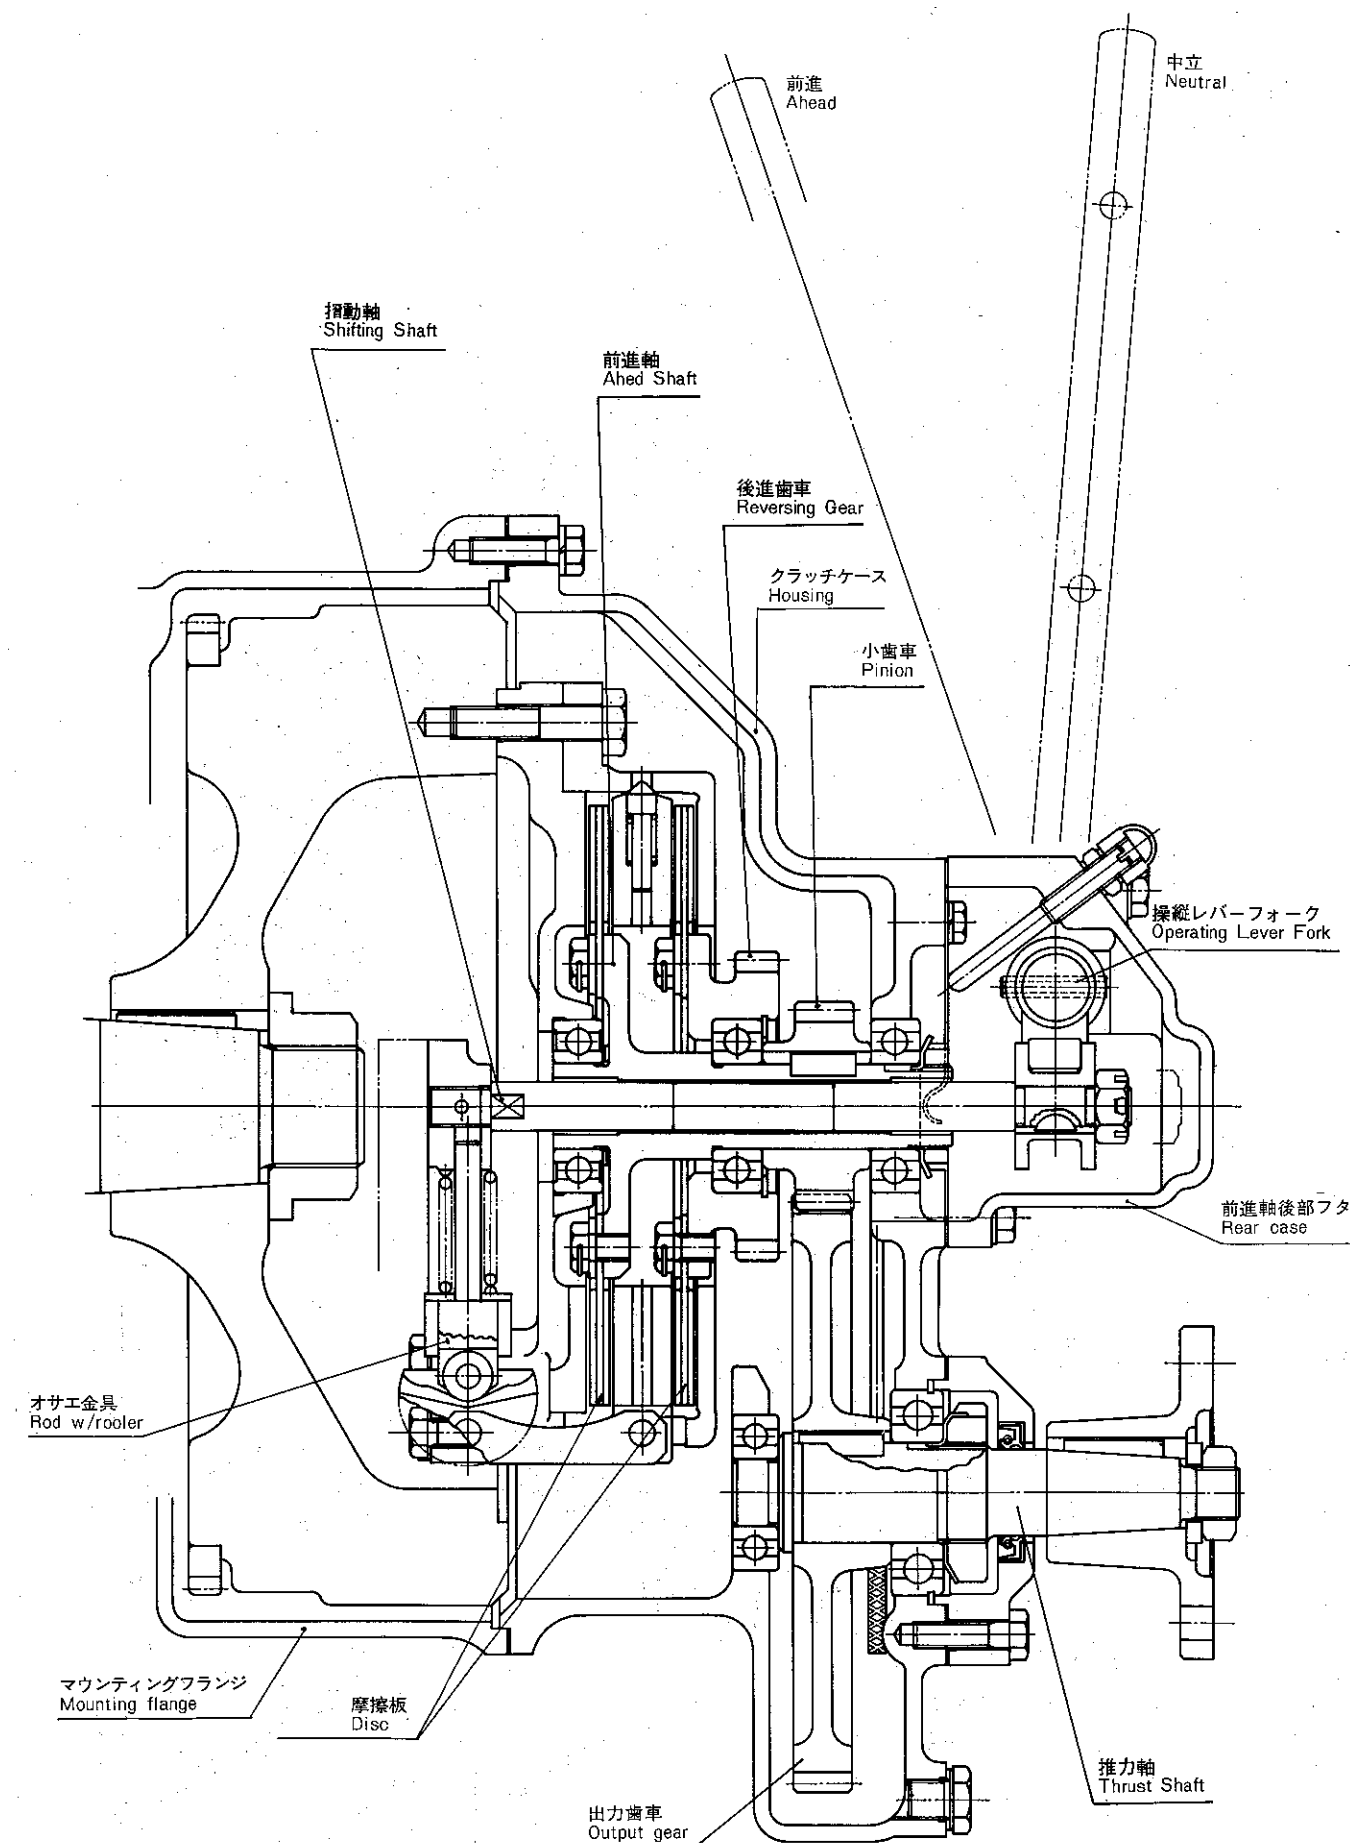 前進
Ahead
中立
Neutral
摺動軸
Shifting Shaft
前進軸
Ahed Shaft
後進歯車
Reversing Gear
クラッチケース
Housing
小歯車
Pinion
操縦レバーフォーク
Operating Lever Fork
前進軸後部フタ
Rear case
オサエ金具
Rod w/rooler
マウンティングフランジ
Mounting flange
摩擦板
Disc
推力軸
Thrust Shaft
出力歯車
Output gear